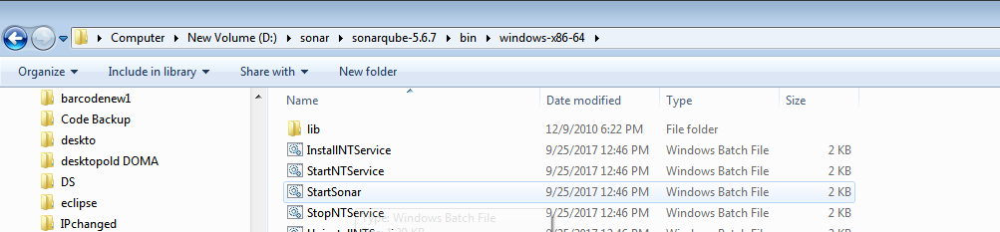 Computer New Volume (D:) sonar sonarqube-5.6.7 bin windows-x86-64
Organize Include in library Share with New folder
barcodenew1
Code Backup
deskto
desktopold DOMA
DS
eclipse
IPchanged
Name Date modified Type Size
lib 12/9/2010 6:22 PM File folder
InstallNTService 9/25/2017 12:46 PM Windows Batch File 2 KB
StartNTService 9/25/2017 12:46 PM Windows Batch File 2 KB
StartSonar 9/25/2017 12:46 PM Windows Batch File 2 KB
StopNTService 9/25/2017 12:46 PM Windows Batch File 2 KB
Type: Windows Batch File